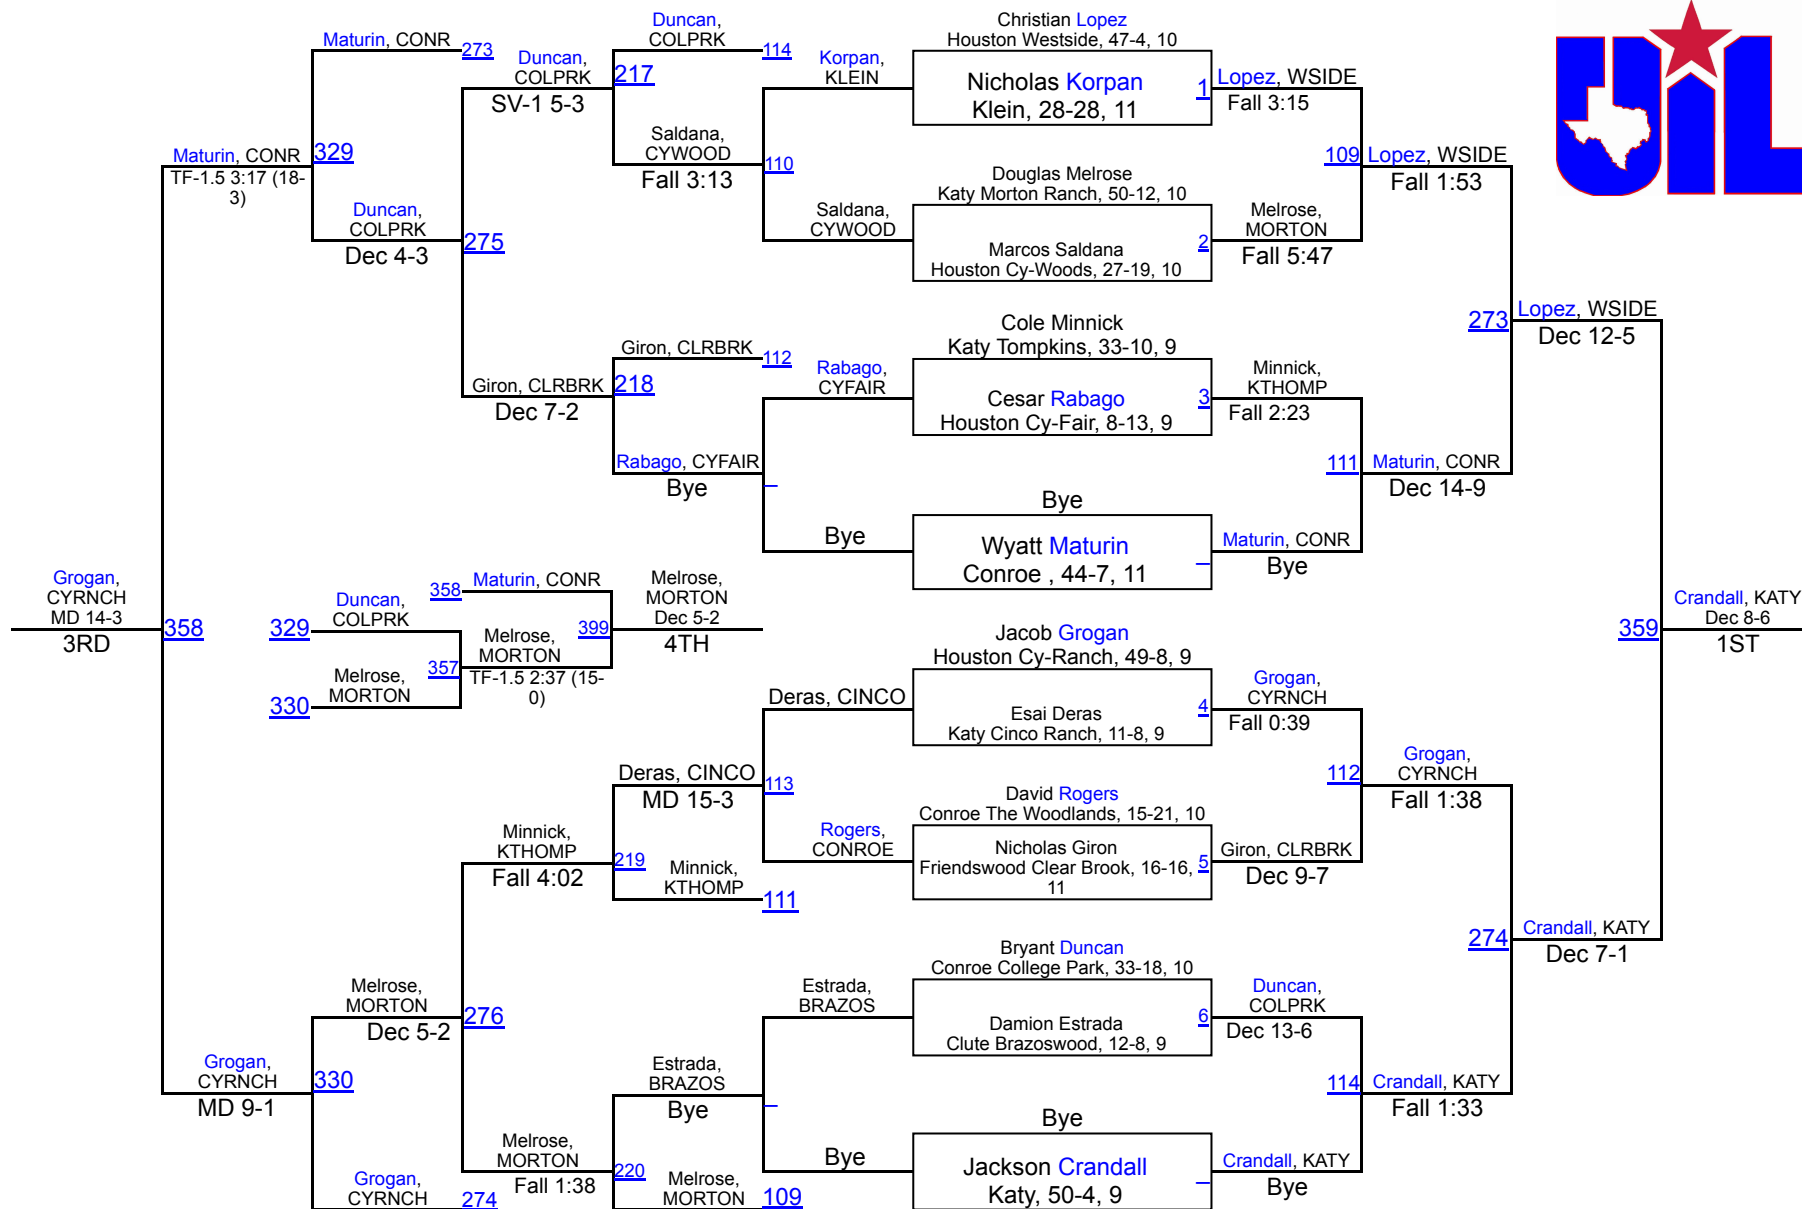 Christian Lopez
Houston Westside, 47-4, 10
Nicholas Korpan
Klein, 28-28, 11
1
Lopez, WSIDE
Fall 3:15
Korpan,
KLEIN
Duncan,
COLPRK
114
217
Duncan,
COLPRK
SV-1 5-3
Maturin, CONR
273
Saldana,
CYWOOD
Fall 3:13
110
Maturin, CONR
TF-1.5 3:17 (18-
3)
329
Duncan,
COLPRK
Dec 4-3
275
Saldana,
CYWOOD
Douglas Melrose
Katy Morton Ranch, 50-12, 10
Marcos Saldana
Houston Cy-Woods, 27-19, 10
2
Melrose,
MORTON
Fall 5:47
109
Lopez, WSIDE
Fall 1:53
UIL
273
Lopez, WSIDE
Dec 12-5
Cole Minnick
Katy Tompkins, 33-10, 9
Cesar Rabago
Houston Cy-Fair, 8-13, 9
3
Minnick,
KTHOMP
Fall 2:23
Giron, CLRBRK
112
Rabago,
CYFAIR
Giron, CLRBRK
Dec 7-2
218
Rabago, CYFAIR
Bye
_
111
Maturin, CONR
Dec 14-9
Bye
Bye
Wyatt Maturin
Conroe , 44-7, 11
_
Maturin, CONR
Bye
Grogan,
CYRNCH
MD 14-3
3RD
358
329
Duncan,
COLPRK
358
Maturin, CONR
Melrose,
MORTON
Dec 5-2
4TH
399
Melrose,
MORTON
TF-1.5 2:37 (15-
0)
357
Melrose,
MORTON
330
359
Crandall, KATY
Dec 8-6
1ST
Jacob Grogan
Houston Cy-Ranch, 49-8, 9
Esai Deras
Katy Cinco Ranch, 11-8, 9
4
Grogan,
CYRNCH
Fall 0:39
Deras, CINCO
Deras, CINCO
MD 15-3
113
112
Grogan,
CYRNCH
Fall 1:38
David Rogers
Conroe The Woodlands, 15-21, 10
Nicholas Giron
Friendswood Clear Brook, 16-16,
11
5
Giron, CLRBRK
Dec 9-7
Rogers,
CONROE
Minnick,
KTHOMP
Fall 4:02
219
Minnick,
KTHOMP
111
274
Crandall, KATY
Dec 7-1
Bryant Duncan
Conroe College Park, 33-18, 10
Damion Estrada
Clute Brazoswood, 12-8, 9
6
Duncan,
COLPRK
Dec 13-6
Estrada,
BRAZOS
Melrose,
MORTON
Dec 5-2
276
Grogan,
CYRNCH
MD 9-1
330
Estrada,
BRAZOS
Bye
_
114
Crandall, KATY
Fall 1:33
Bye
Bye
Jackson Crandall
Katy, 50-4, 9
_
Crandall, KATY
Bye
Melrose,
MORTON
Fall 1:38
220
Melrose,
MORTON
109
Grogan,
CYRNCH
274